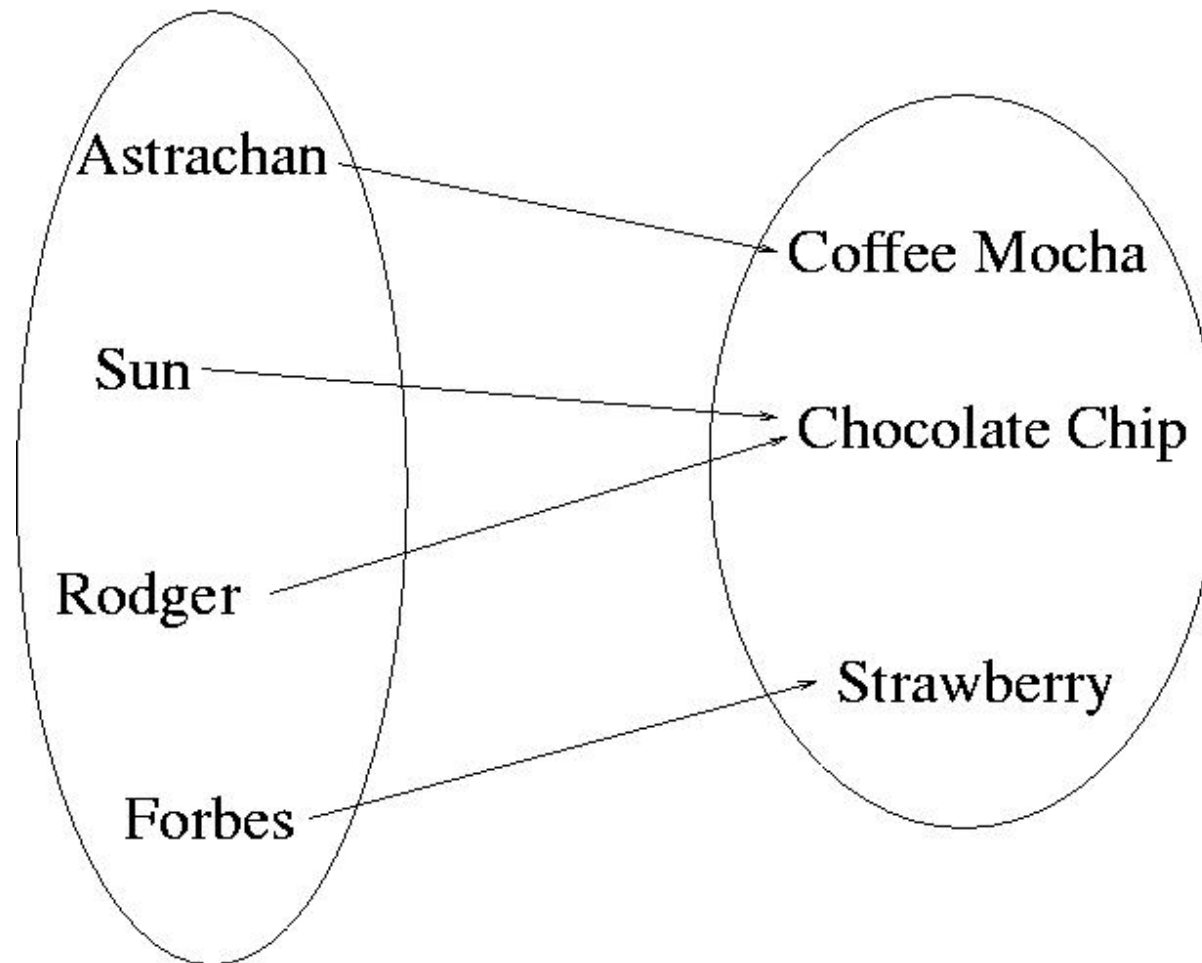 Astrachan
Sun
Rodger
Forbes
Coffee Mocha
Chocolate Chip
Strawberry